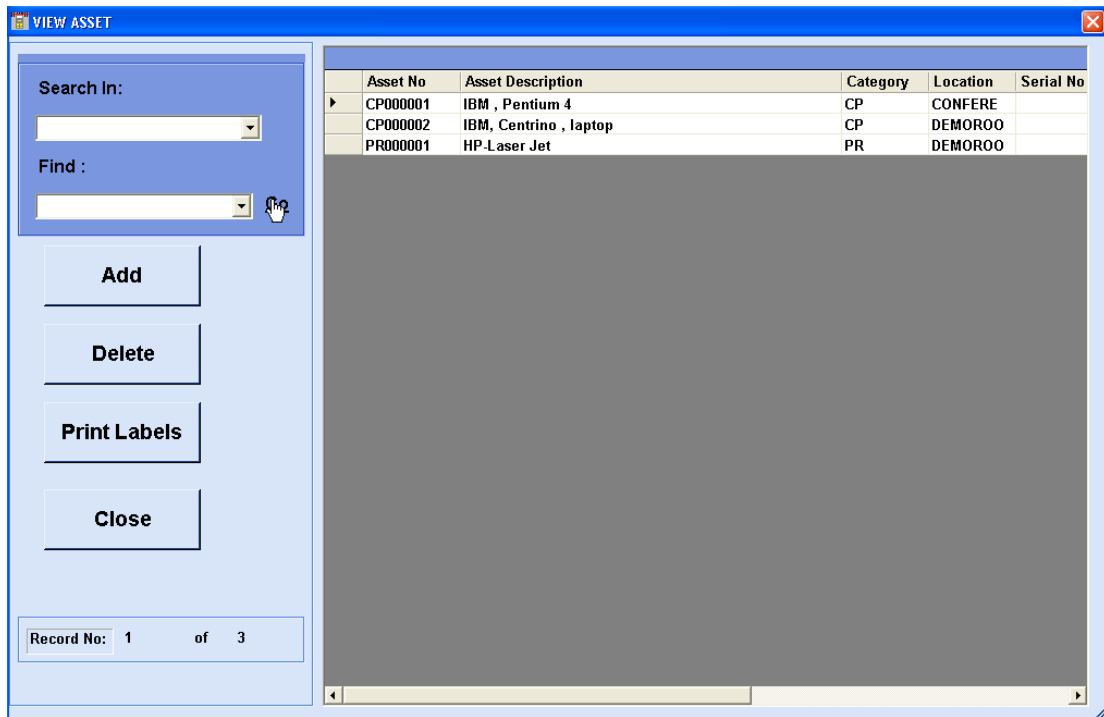 VIEW ASSET
Search In:
Find :
Add
Delete
Print Labels
Close
Record No: 1 of 3
Asset No Asset Description Category Location Serial No
CP000001 IBM , Pentium 4 CP CONFERE
CP000002 IBM, Centrino , laptop CP DEMOROO
PR000001 HP-Laser Jet PR DEMOROO